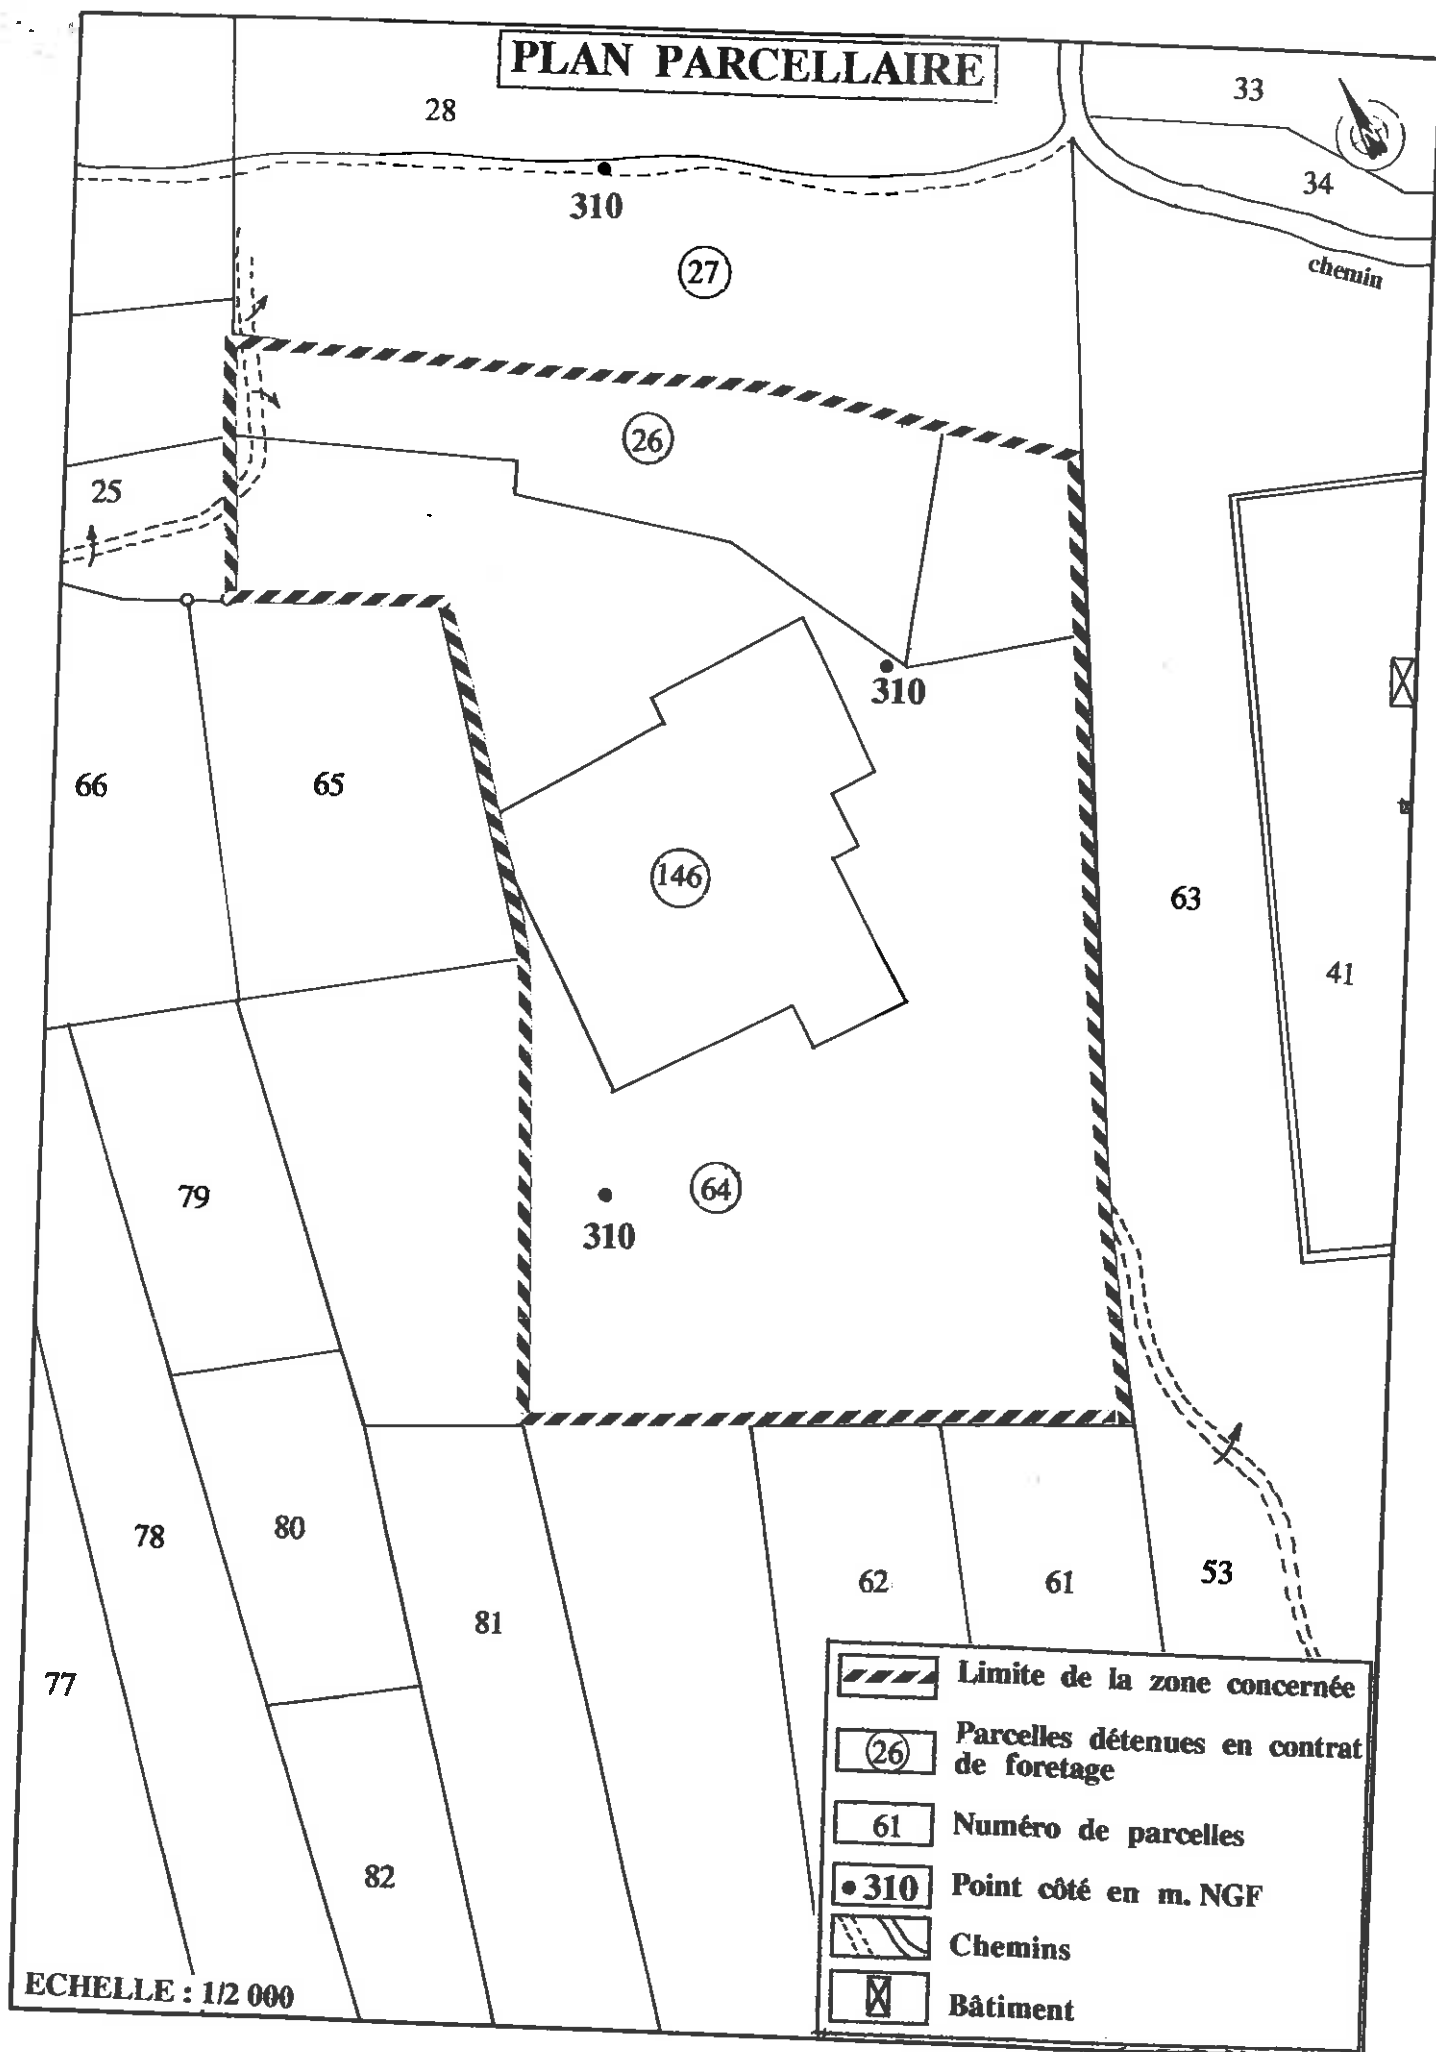 PLAN PARCELLAIRE
28
33
N
34
310
chemin
27
26
25
310
66
65
146
63
41
79
64
310
78
80
62
61
53
81
77
82
Limite de la zone concernée
26
Parcelles détenues en contrat
de foretage
61
Numéro de parcelles
310
Point côté en m. NGF
Chemins
Bâtiment
ECHELLE : 1/2 000